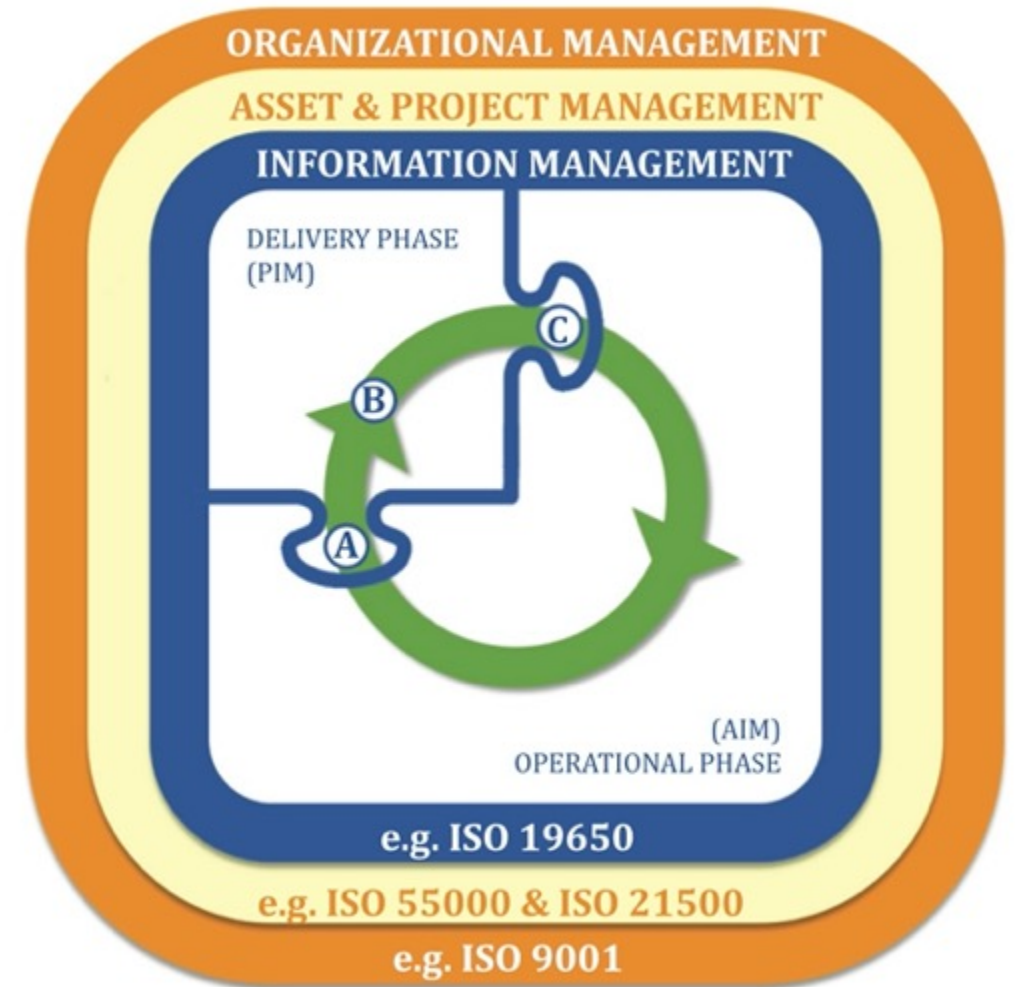 ORGANIZATIONAL MANAGEMENT
ASSET & PROJECT MANAGEMENT
INFORMATION MANAGEMENT
DELIVERY PHASE
(PIM)
C
B
A
(AIM)
OPERATIONAL PHASE
e.g. ISO 19650
e.g. ISO 55000 & ISO 21500
e.g. ISO 9001